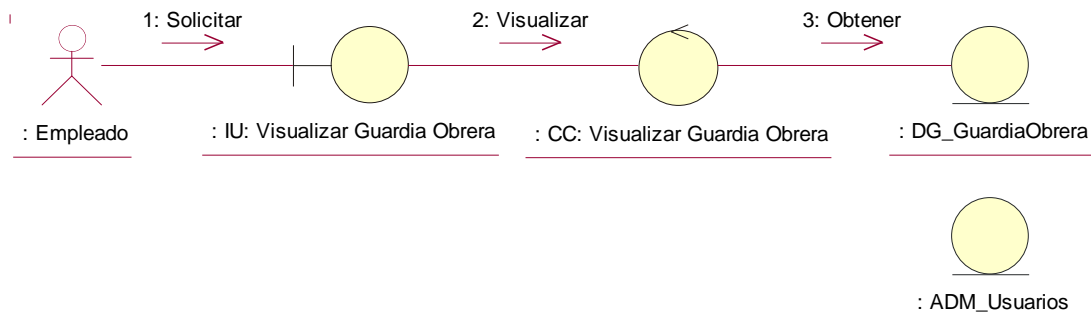 1: Solicitar
2: Visualizar
3: Obtener
: Empleado
: IU: Visualizar Guardia Obrera
: CC: Visualizar Guardia Obrera
: DG_GuardiaObrera
: ADM_Usuarios